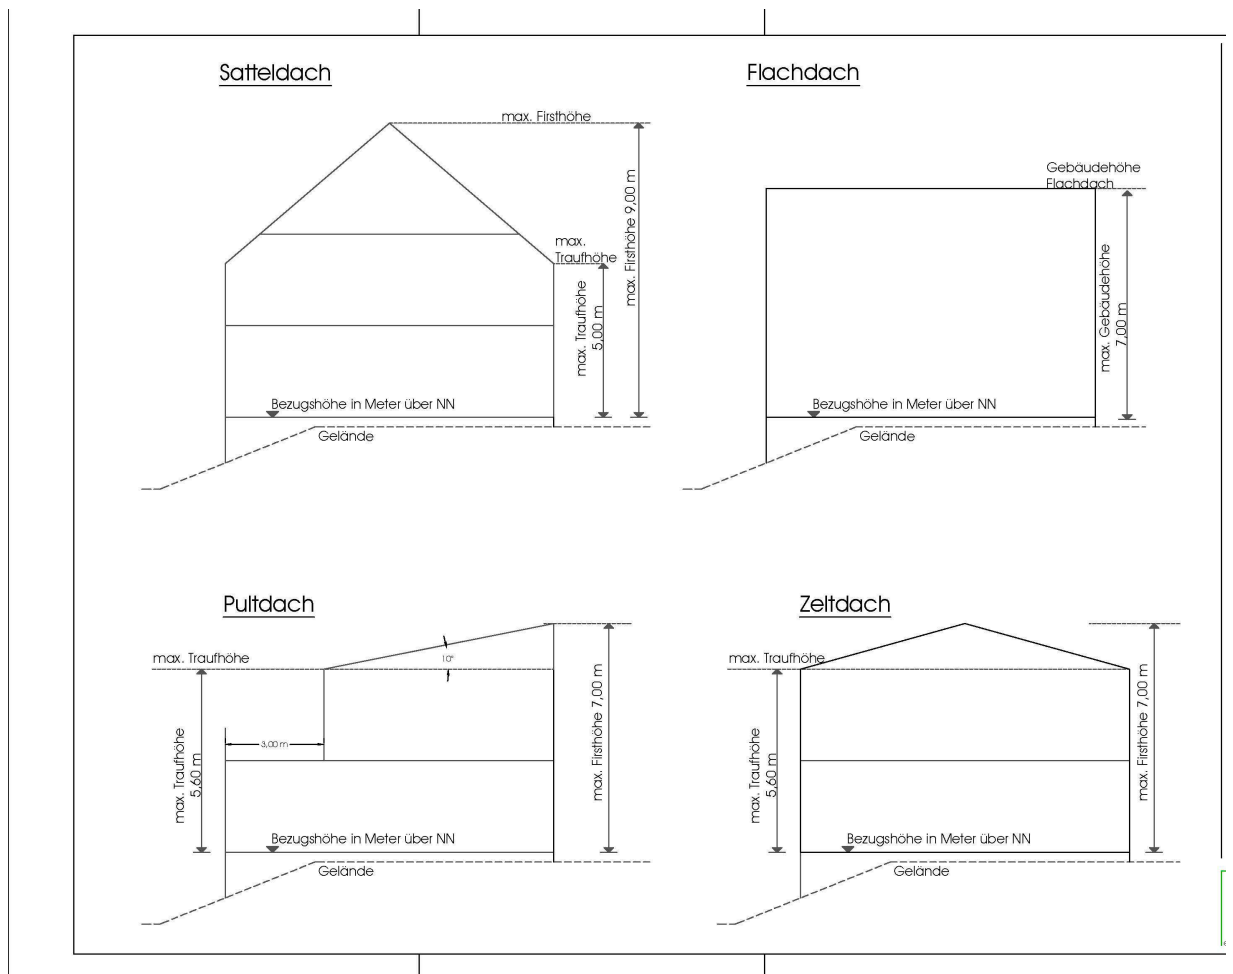 Satteldach
max. Firsthöhe
max. Firsthöhe 9,00 m
max.
Traufhöhe
max. Traufhöhe
5,00 m
Bezugshöhe in Meter über NN
Gelände
Flachdach
Gebäudehöhe
Flachdach
max. Gebäudehöhe
7,00 m
Bezugshöhe in Meter über NN
Gelände
Pultdach
max. Traufhöhe
10°
max. Traufhöhe
5,60 m
3,00 m
max. Firsthöhe 7,00 m
Bezugshöhe in Meter über NN
Gelände
Zeltdach
max. Traufhöhe
max. Traufhöhe
5,60 m
max. Firsthöhe 7,00 m
Bezugshöhe in Meter über NN
Gelände